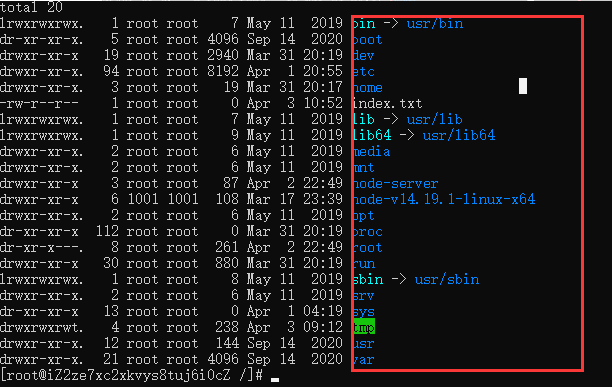 total 20
lrwxrwxrwx.   1 root root    7 May 11  2019 bin -> usr/bin
dr-xr-xr-x.   5 root root 4096 Sep 14  2020 boot
drwxr-xr-x   19 root root 2940 Mar 31 20:19 dev
drwxr-xr-x.  94 root root 8192 Apr  1 20:55 etc
drwxr-xr-x.   3 root root   19 Mar 31 20:17 home
-rw-r--r--    1 root root    0 Apr  3 10:52 index.txt
lrwxrwxrwx.   1 root root    7 May 11  2019 lib -> usr/lib
lrwxrwxrwx.   1 root root    9 May 11  2019 lib64 -> usr/lib64
drwxr-xr-x.   2 root root    6 May 11  2019 media
drwxr-xr-x.   2 root root    6 May 11  2019 mnt
drwxr-xr-x    3 root root   87 Apr  2 22:49 node-server
drwxr-xr-x    6 1001 1001  108 Mar 17 23:39 node-v14.19.1-linux-x64
drwxr-xr-x.   2 root root    6 May 11  2019 opt
dr-xr-xr-x  112 root root    0 Mar 31 20:19 proc
dr-xr-x---.   8 root root  261 Apr  2 22:49 root
drwxr-xr-x   30 root root  880 Mar 31 20:19 run
lrwxrwxrwx.   1 root root    8 May 11  2019 sbin -> usr/sbin
drwxr-xr-x.   2 root root    6 May 11  2019 srv
dr-xr-xr-x   13 root root    0 Apr  1 04:19 sys
drwxrwxrwt.   4 root root  238 Apr  3 09:12 tmp
drwxr-xr-x.  12 root root  144 Sep 14  2020 usr
drwxr-xr-x.  21 root root 4096 Sep 14  2020 var
[root@iZ2ze7xc2xkvys8tuj6i0cZ /]#